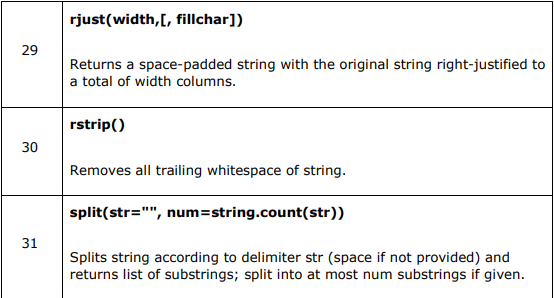 29
rjust(width,[, fillchar])
Returns a space-padded string with the original string right-justified to
a total of width columns.
30
rstrip()
Removes all trailing whitespace of string.
31
split(str="", num=string.count(str))
Splits string according to delimiter str (space if not provided) and
returns list of substrings; split into at most num substrings if given.